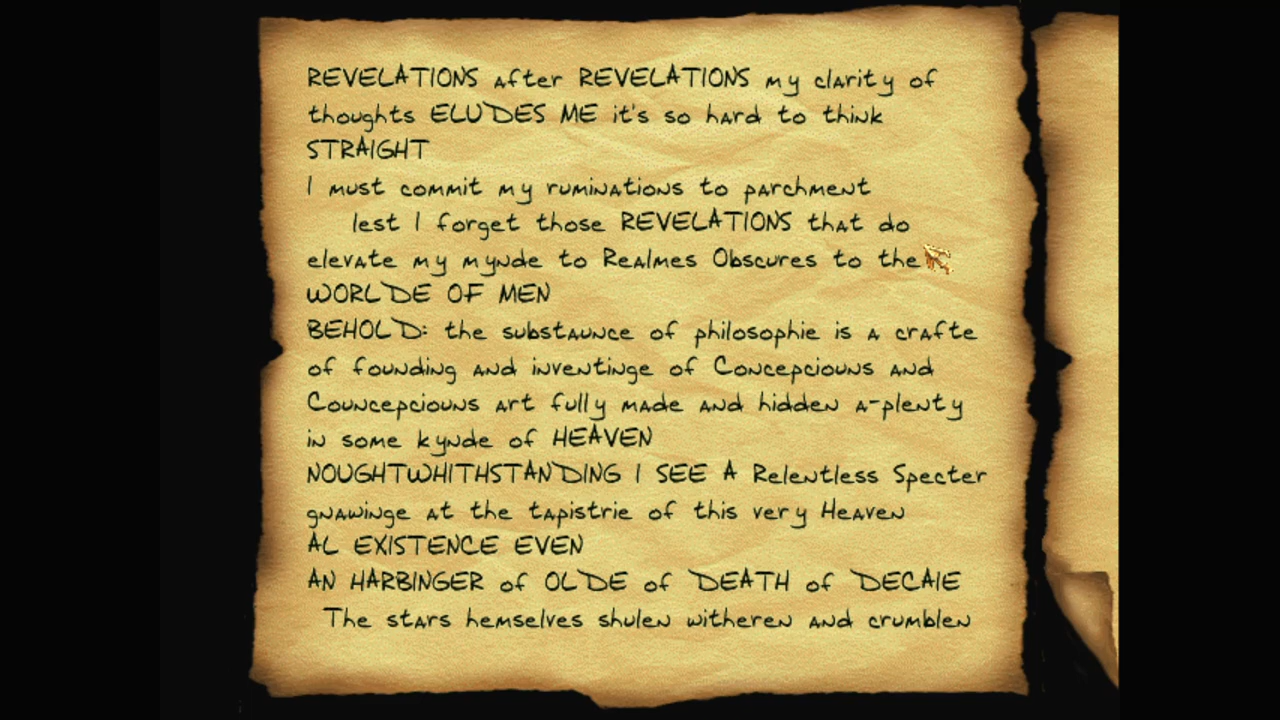 REVELATIONS after REVELATIONS my clarity of
thoughts ELUDES ME it's so hard to think
STRAIGHT
I must commit my ruminations to parchment
lest I forget those REVELATIONS that do
elevate my mynde to Realmes Obscures to the
WORLDE OF MEN
BEHOLD: the substaunce of philosophie is a crafte
of founding and inventinge of Concepciouns and
Councepciouns art fully made and hidden a-plenty
in some kynde of HEAVEN
NOUGHTWHITHSTANDING I SEE A Relentless Specter
gnawinge at the tapistrie of this very Heaven
AL EXISTENCE EVEN
AN HARBINGER of OLDE of DEATH of DECAIE
The stars hemselves shulen witheren and crumblen